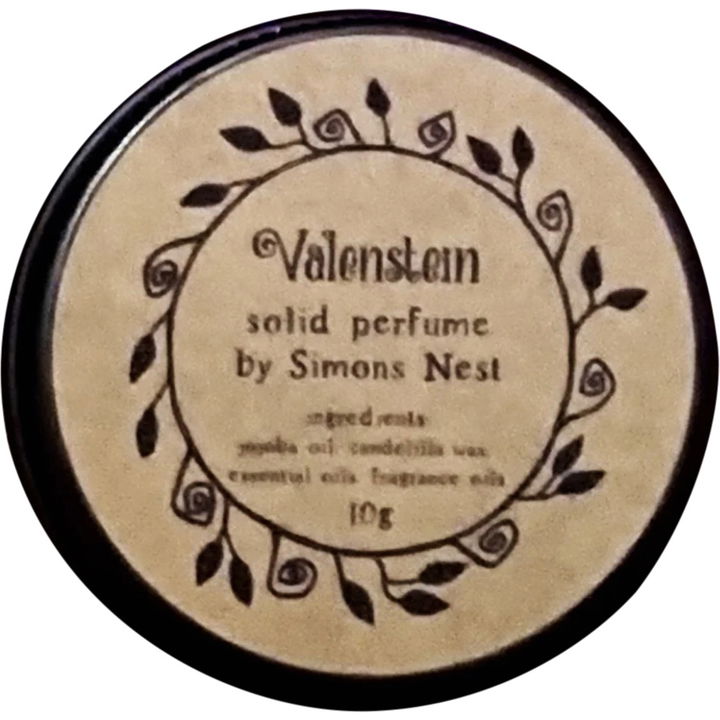 Valenstein
solid perfume
by Simons Nest
ingredients
jojoba oil candelilla wax
essential oils fragrance oils
10g